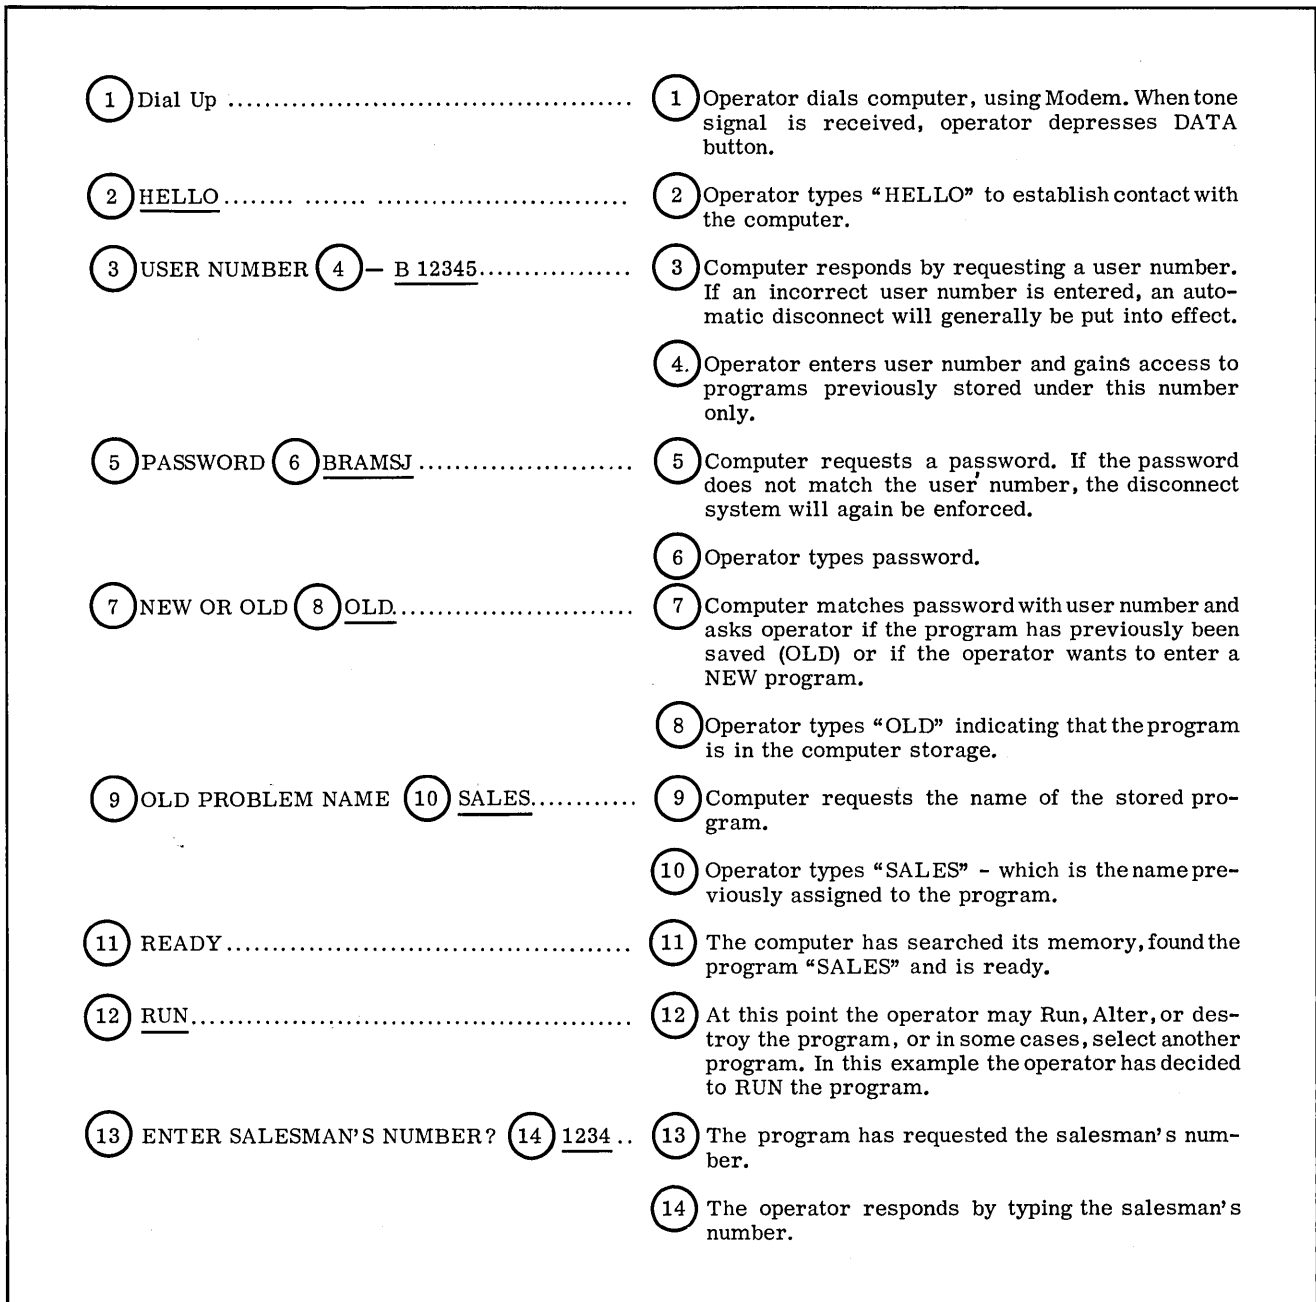 1 Dial Up ............................................ 1 Operator dials computer, using Modem. When tone
signal is received, operator depresses DATA
button.
2 HELLO........ ....... ............................ 2 Operator types “HELLO” to establish contact with
the computer.
3 USER NUMBER 4 – B 12345................. 3 Computer responds by requesting a user number.
If an incorrect user number is entered, an auto-
matic disconnect will generally be put into effect.
4. Operator enters user number and gains access to
programs previously stored under this number
only.
5 PASSWORD 6 BRAMSJ ........................ 5 Computer requests a password. If the password
does not match the user' number, the disconnect
system will again be enforced.
6 Operator types password.
7 NEW OR OLD 8 OLD.......................... 7 Computer matches password with user number and
asks operator if the program has previously been
saved (OLD) or if the operator wants to enter a
NEW program.
8 Operator types “OLD” indicating that the program
is in the computer storage.
9 OLD PROBLEM NAME 10 SALES............ 9 Computer requests the name of the stored pro-
gram.
10 Operator types “SALES” - which is the name pre-
viously assigned to the program.
11 READY............................................ 11 The computer has searched its memory, found the
program “SALES” and is ready.
12 RUN................................................ 12 At this point the operator may Run, Alter, or des-
troy the program, or in some cases, select another
program. In this example the operator has decided
to RUN the program.
13 ENTER SALESMAN'S NUMBER? 14 1234 .. 13 The program has requested the salesman's num-
ber.
14 The operator responds by typing the salesman's
number.